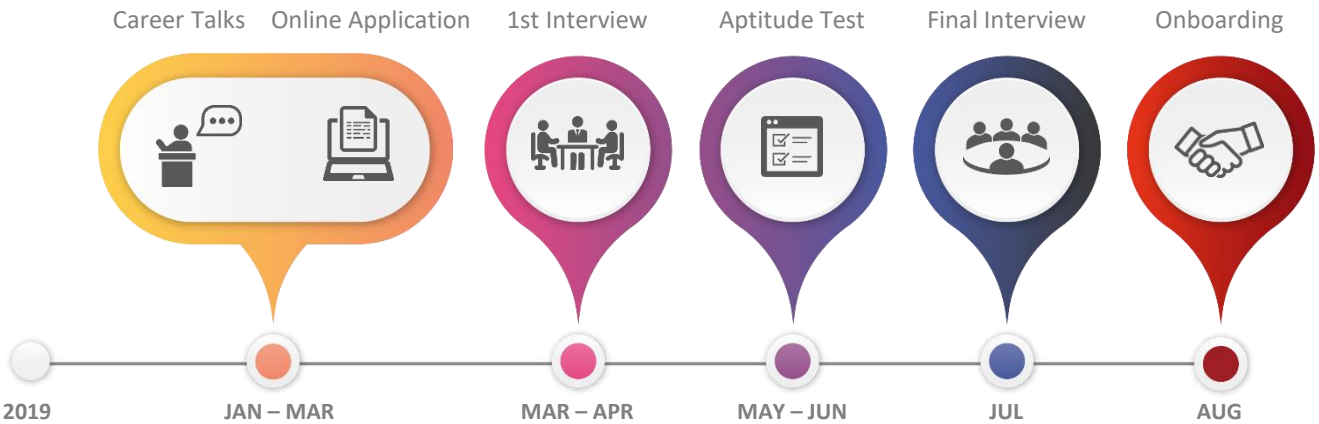 Career Talks Online Application 1st Interview Aptitude Test Final Interview Onboarding
2019 JAN – MAR MAR – APR MAY – JUN JUL AUG